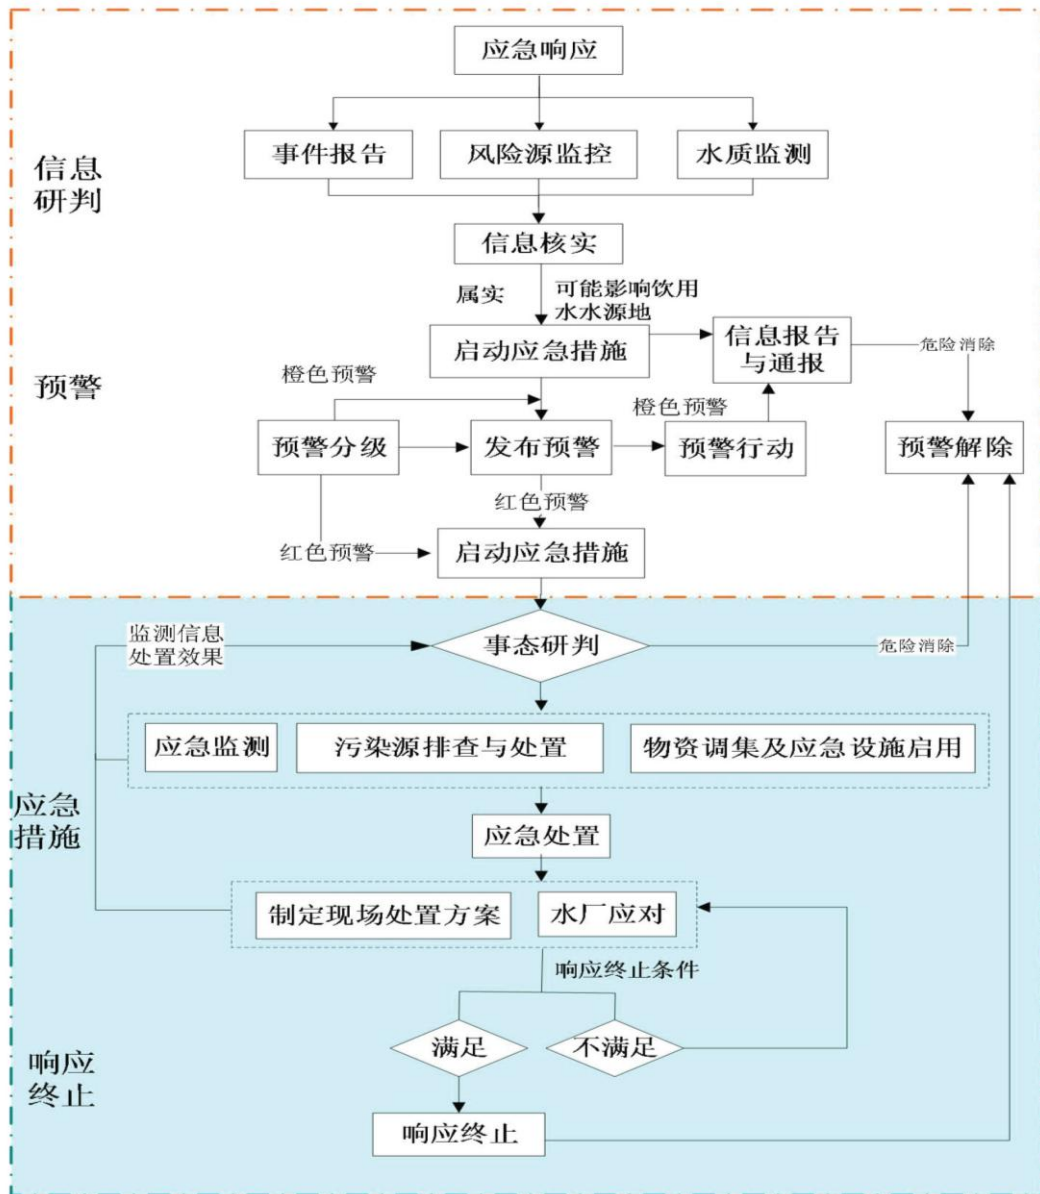 应急响应
事件报告
风险源监控
水质监测
信息
研判
信息核实
属实
可能影响饮用
水水源地
启动应急措施
信息报告
与通报
危险消除
预警
橙色预警
橙色预警
预警分级
发布预警
预警行动
预警解除
红色预警
红色预警
启动应急措施
事态研判
监测信息
处置效果
危险消除
应急监测
污染源排查与处置
物资调集及应急设施启用
应急
措施
应急处置
制定现场处置方案
水厂应对
响应终止条件
满足
不满足
响应
终止
响应终止